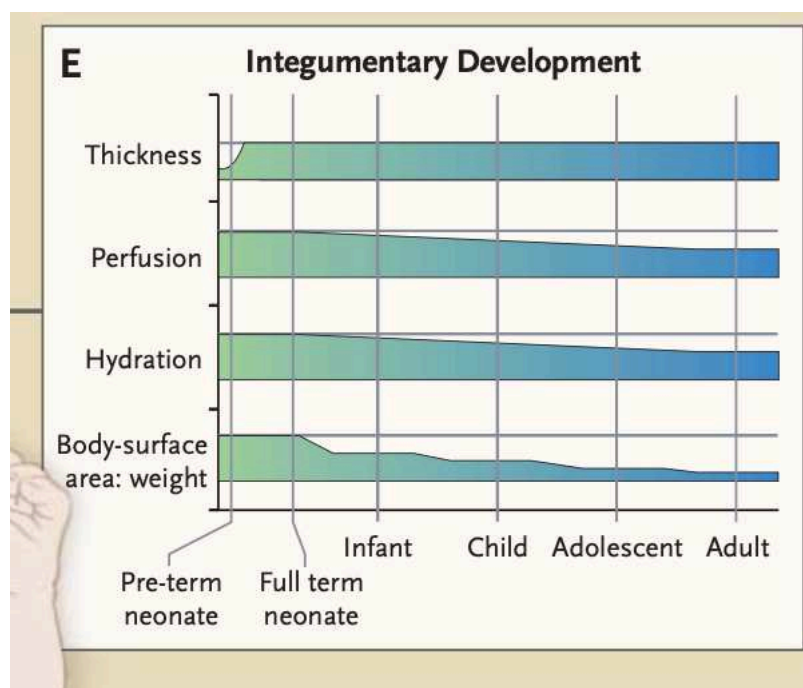 E
Integumentary Development
Thickness
Perfusion
Hydration
Body-surface
area: weight
Infant
Child
Adolescent
Adult
Pre-term
neonate
Full term
neonate